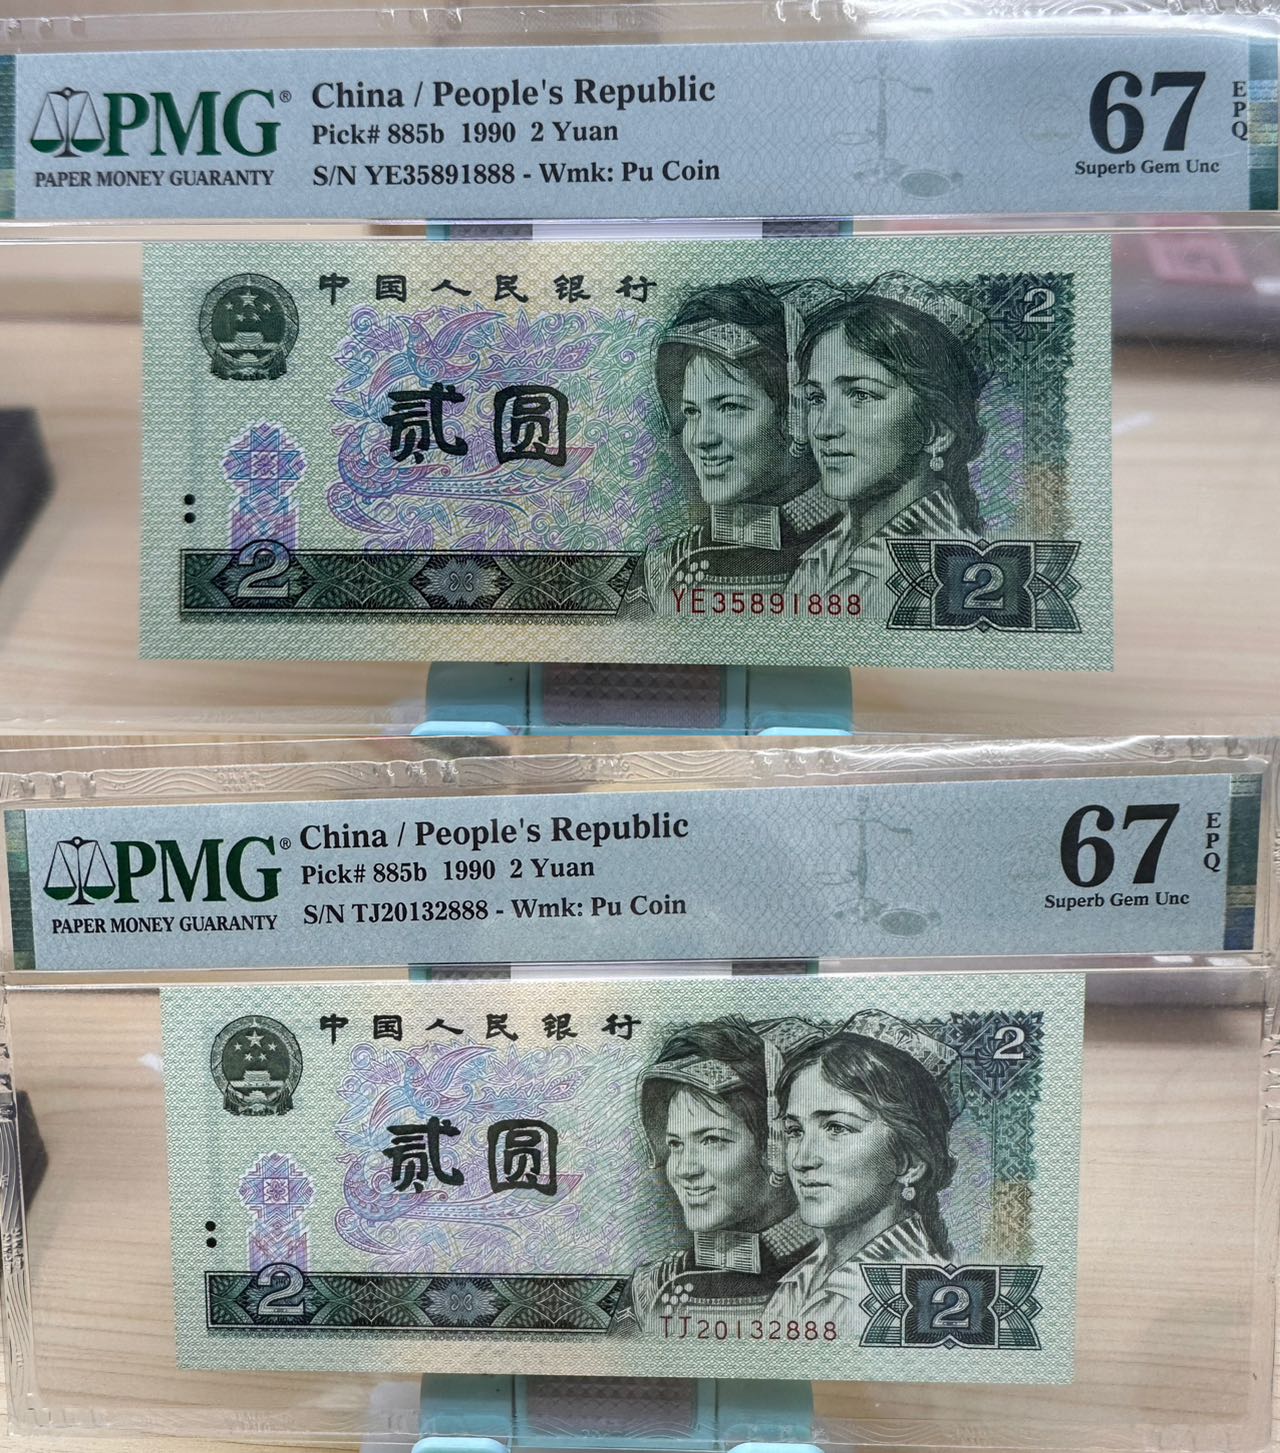 PMG®
PAPER MONEY GUARANTY
China / People's Republic
Pick# 885b 1990 2 Yuan
S/N YE35891888 - Wmk: Pu Coin
67
EPQ
Superb Gem Unc
中国人民银行
2
贰圆
2
YE35891888
2
PMG®
PAPER MONEY GUARANTY
China / People's Republic
Pick# 885b 1990 2 Yuan
S/N TJ20132888 - Wmk: Pu Coin
67
EPQ
Superb Gem Unc
中国人民银行
2
贰圆
2
TJ20132888
2